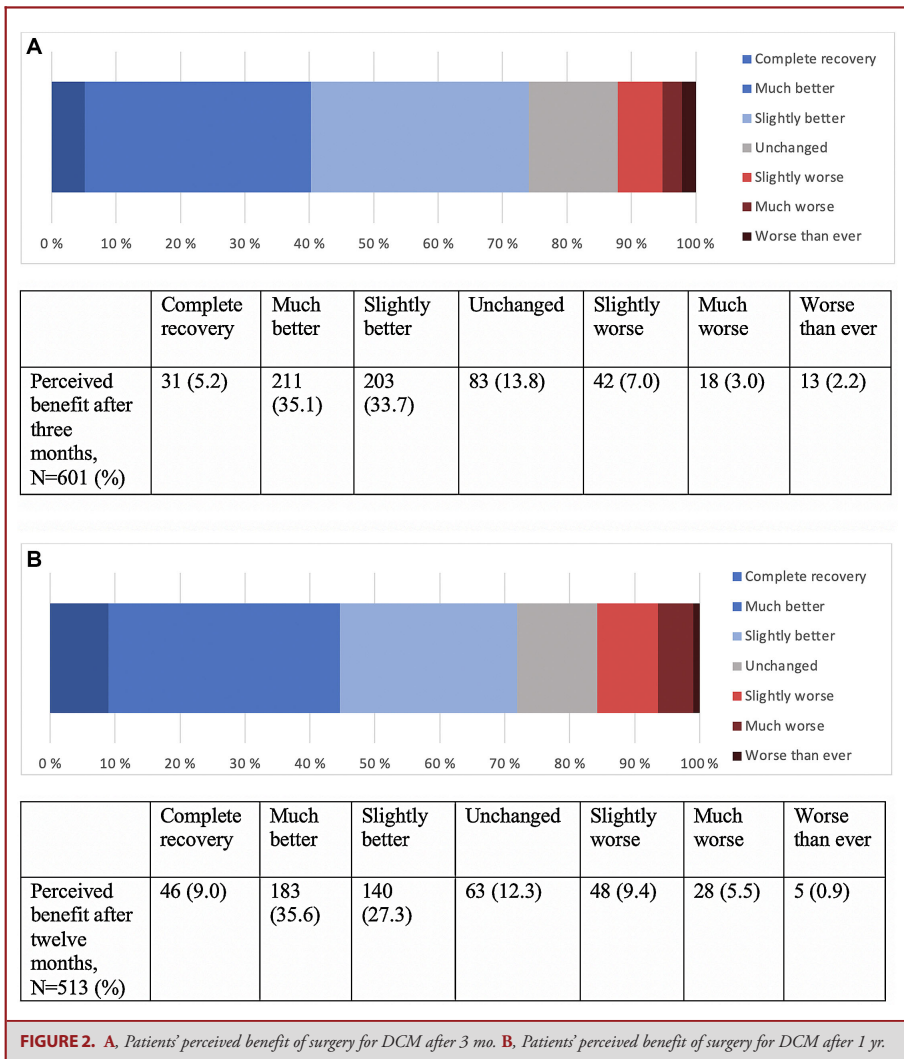 A
Complete recovery
Much better
Slightly better
Unchanged
Slightly worse
Much worse
Worse than ever
0 % 10 % 20 % 30 % 40 % 50 % 60 % 70 % 80 % 90 % 100 %
Complete recovery Much better Slightly better Unchanged Slightly worse Much worse Worse than ever
Perceived benefit after three months, N=601 (%) 31 (5.2) 211 (35.1) 203 (33.7) 83 (13.8) 42 (7.0) 18 (3.0) 13 (2.2)
B
Complete recovery
Much better
Slightly better
Unchanged
Slightly worse
Much worse
Worse than ever
0 % 10 % 20 % 30 % 40 % 50 % 60 % 70 % 80 % 90 % 100 %
Complete recovery Much better Slightly better Unchanged Slightly worse Much worse Worse than ever
Perceived benefit after twelve months, N=513 (%) 46 (9.0) 183 (35.6) 140 (27.3) 63 (12.3) 48 (9.4) 28 (5.5) 5 (0.9)
FIGURE 2. A, Patients' perceived benefit of surgery for DCM after 3 mo. B, Patients' perceived benefit of surgery for DCM after 1 yr.